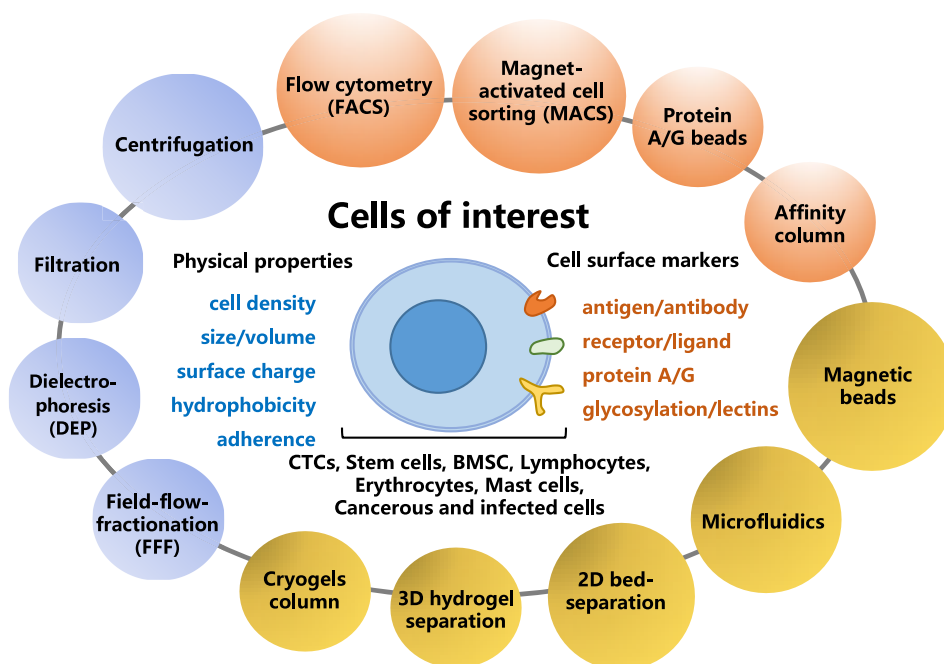 Flow cytometry
(FACS)
Magnet-
activated cell
sorting (MACS)
Protein
A/G beads
Affinity
column
Magnetic
beads
Microfluidics
2D bed-
separation
3D hydrogel
separation
Cryogels
column
Field-flow-
fractionation
(FFF)
Dielectro-
phoresis
(DEP)
Filtration
Centrifugation
Cells of interest
Physical properties
cell density
size/volume
surface charge
hydrophobicity
adherence
Cell surface markers
antigen/antibody
receptor/ligand
protein A/G
glycosylation/lectins
CTCs, Stem cells, BMSC, Lymphocytes,
Erythrocytes, Mast cells,
Cancerous and infected cells